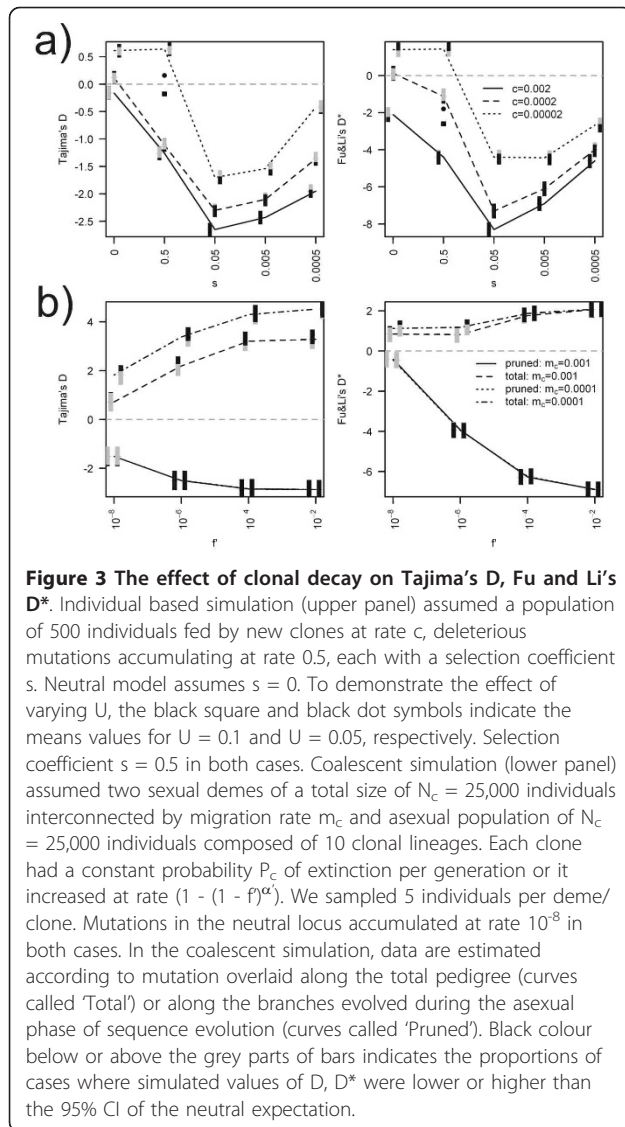 a)
Tajima's D
0.5
0.0
-0.5
-1.0
-1.5
-2.0
-2.5
0
0.5
0.05
0.005
0.0005
s
Fu&Li's D*
0
-2
-4
-6
-8
c=0.002
c=0.0002
c=0.00002
0
0.5
0.05
0.005
0.0005
s
b)
Tajima's D
4
2
0
-2
10⁻⁸
10⁻⁶
10⁻⁴
10⁻²
f'
Fu&Li's D*
2
0
-2
-4
-6
pruned: m꜀=0.001
total: m꜀=0.001
pruned: m꜀=0.0001
total: m꜀=0.0001
10⁻⁸
10⁻⁶
10⁻⁴
10⁻²
f'
Figure 3 The effect of clonal decay on Tajima's D, Fu and Li's
D*. Individual based simulation (upper panel) assumed a population
of 500 individuals fed by new clones at rate c, deleterious
mutations accumulating at rate 0.5, each with a selection coefficient
s. Neutral model assumes s = 0. To demonstrate the effect of
varying U, the black square and black dot symbols indicate the
means values for U = 0.1 and U = 0.05, respectively. Selection
coefficient s = 0.5 in both cases. Coalescent simulation (lower panel)
assumed two sexual demes of a total size of N꜀ = 25,000 individuals
interconnected by migration rate m꜀ and asexual population of N꜀
= 25,000 individuals composed of 10 clonal lineages. Each clone
had a constant probability P꜀ of extinction per generation or it
increased at rate (1 - (1 - f')^α'). We sampled 5 individuals per deme/
clone. Mutations in the neutral locus accumulated at rate 10⁻⁸ in
both cases. In the coalescent simulation, data are estimated
according to mutation overlaid along the total pedigree (curves
called 'Total') or along the branches evolved during the asexual
phase of sequence evolution (curves called 'Pruned'). Black colour
below or above the grey parts of bars indicates the proportions of
cases where simulated values of D, D* were lower or higher than
the 95% CI of the neutral expectation.